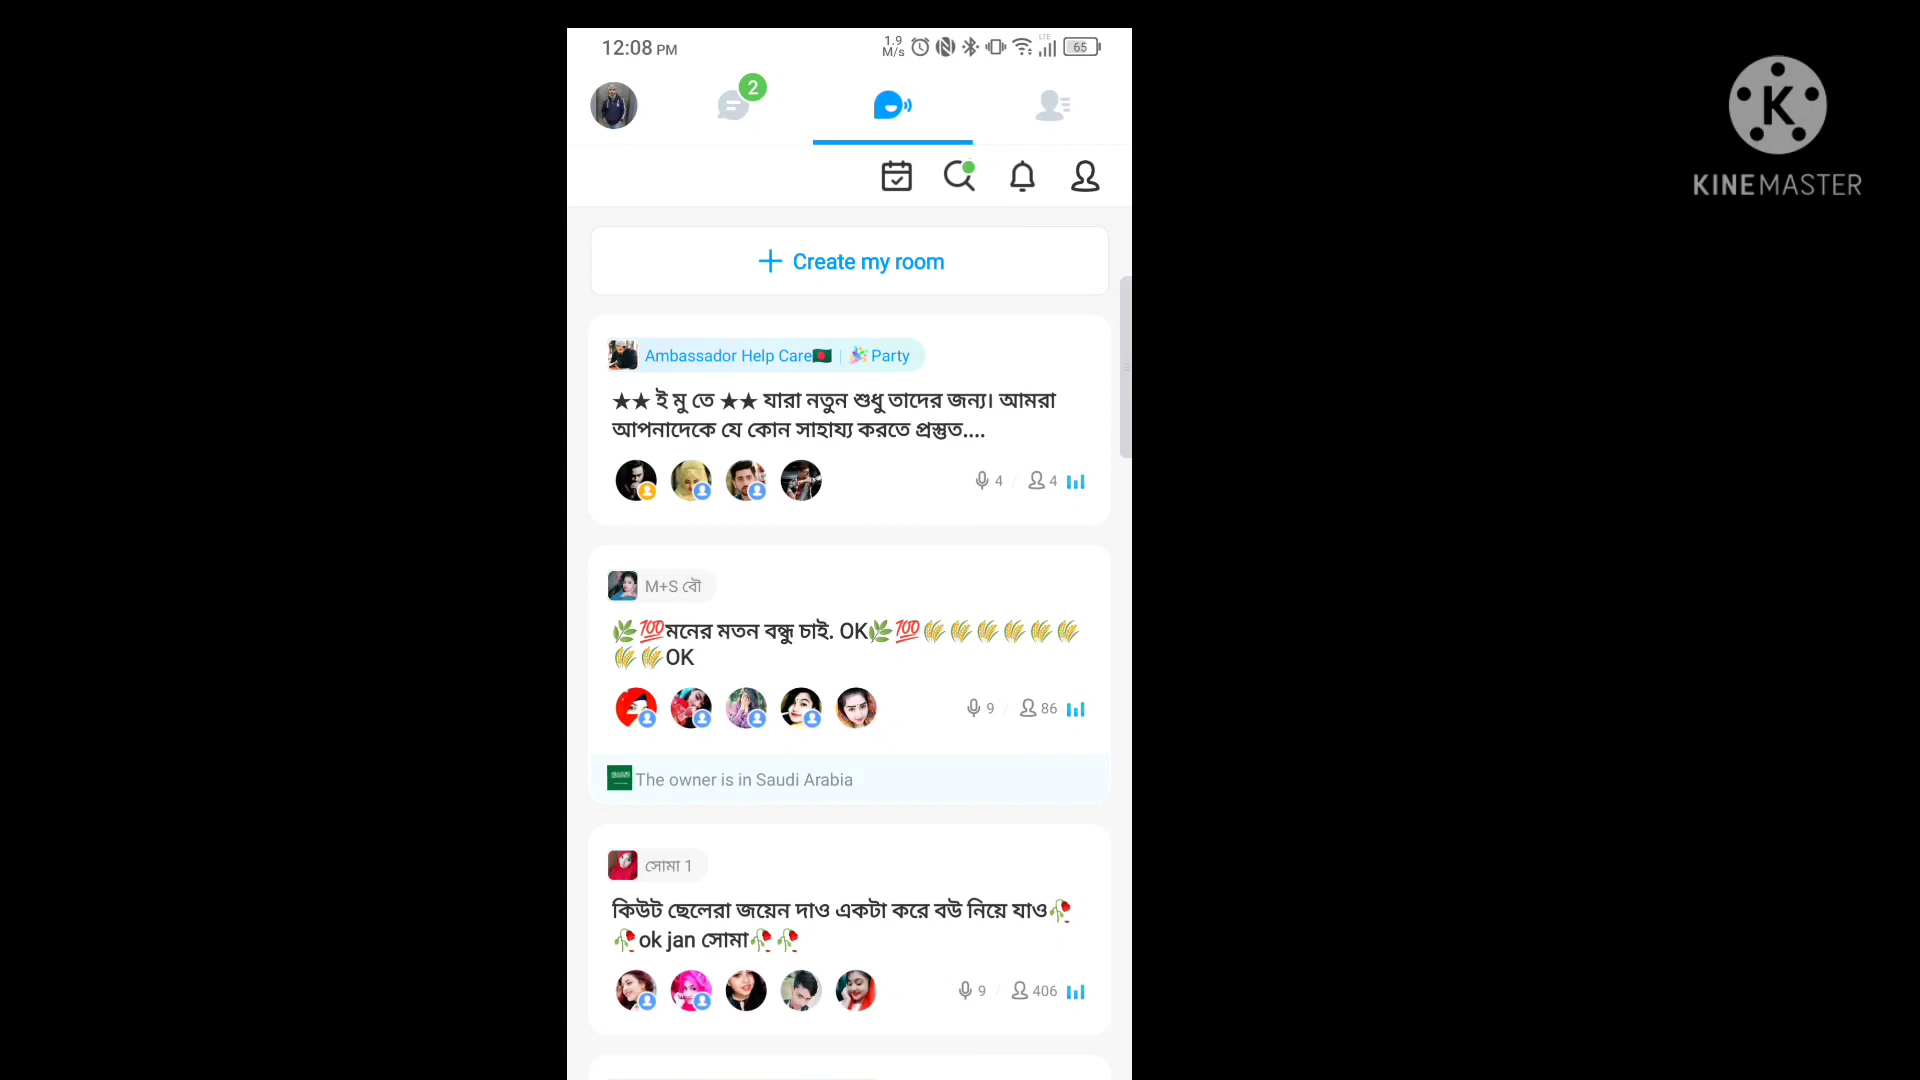 12:08 PM
1.9
M/s
LTE
65
2
KINEMASTER
Create my room
Ambassador Help Care🇧🇩 | 🎉Party
★★ ই মু তে ★★ যারা নতুন শুধু তাদের জন্য। আমরা
আপনাদেকে যে কোন সাহায্য করতে প্রস্তুত....
4 / 4
M+S বৌ
🌿💯মনের মতন বন্ধু চাই. OK🌿💯🌾🌾🌾🌾🌾🌾
🌾🌾OK
9 / 86
The owner is in Saudi Arabia
সোমা 1
কিউট ছেলেরা জয়েন দাও একটা করে বউ নিয়ে যাও🥀
🥀ok jan সোমা🥀🥀
9 / 406